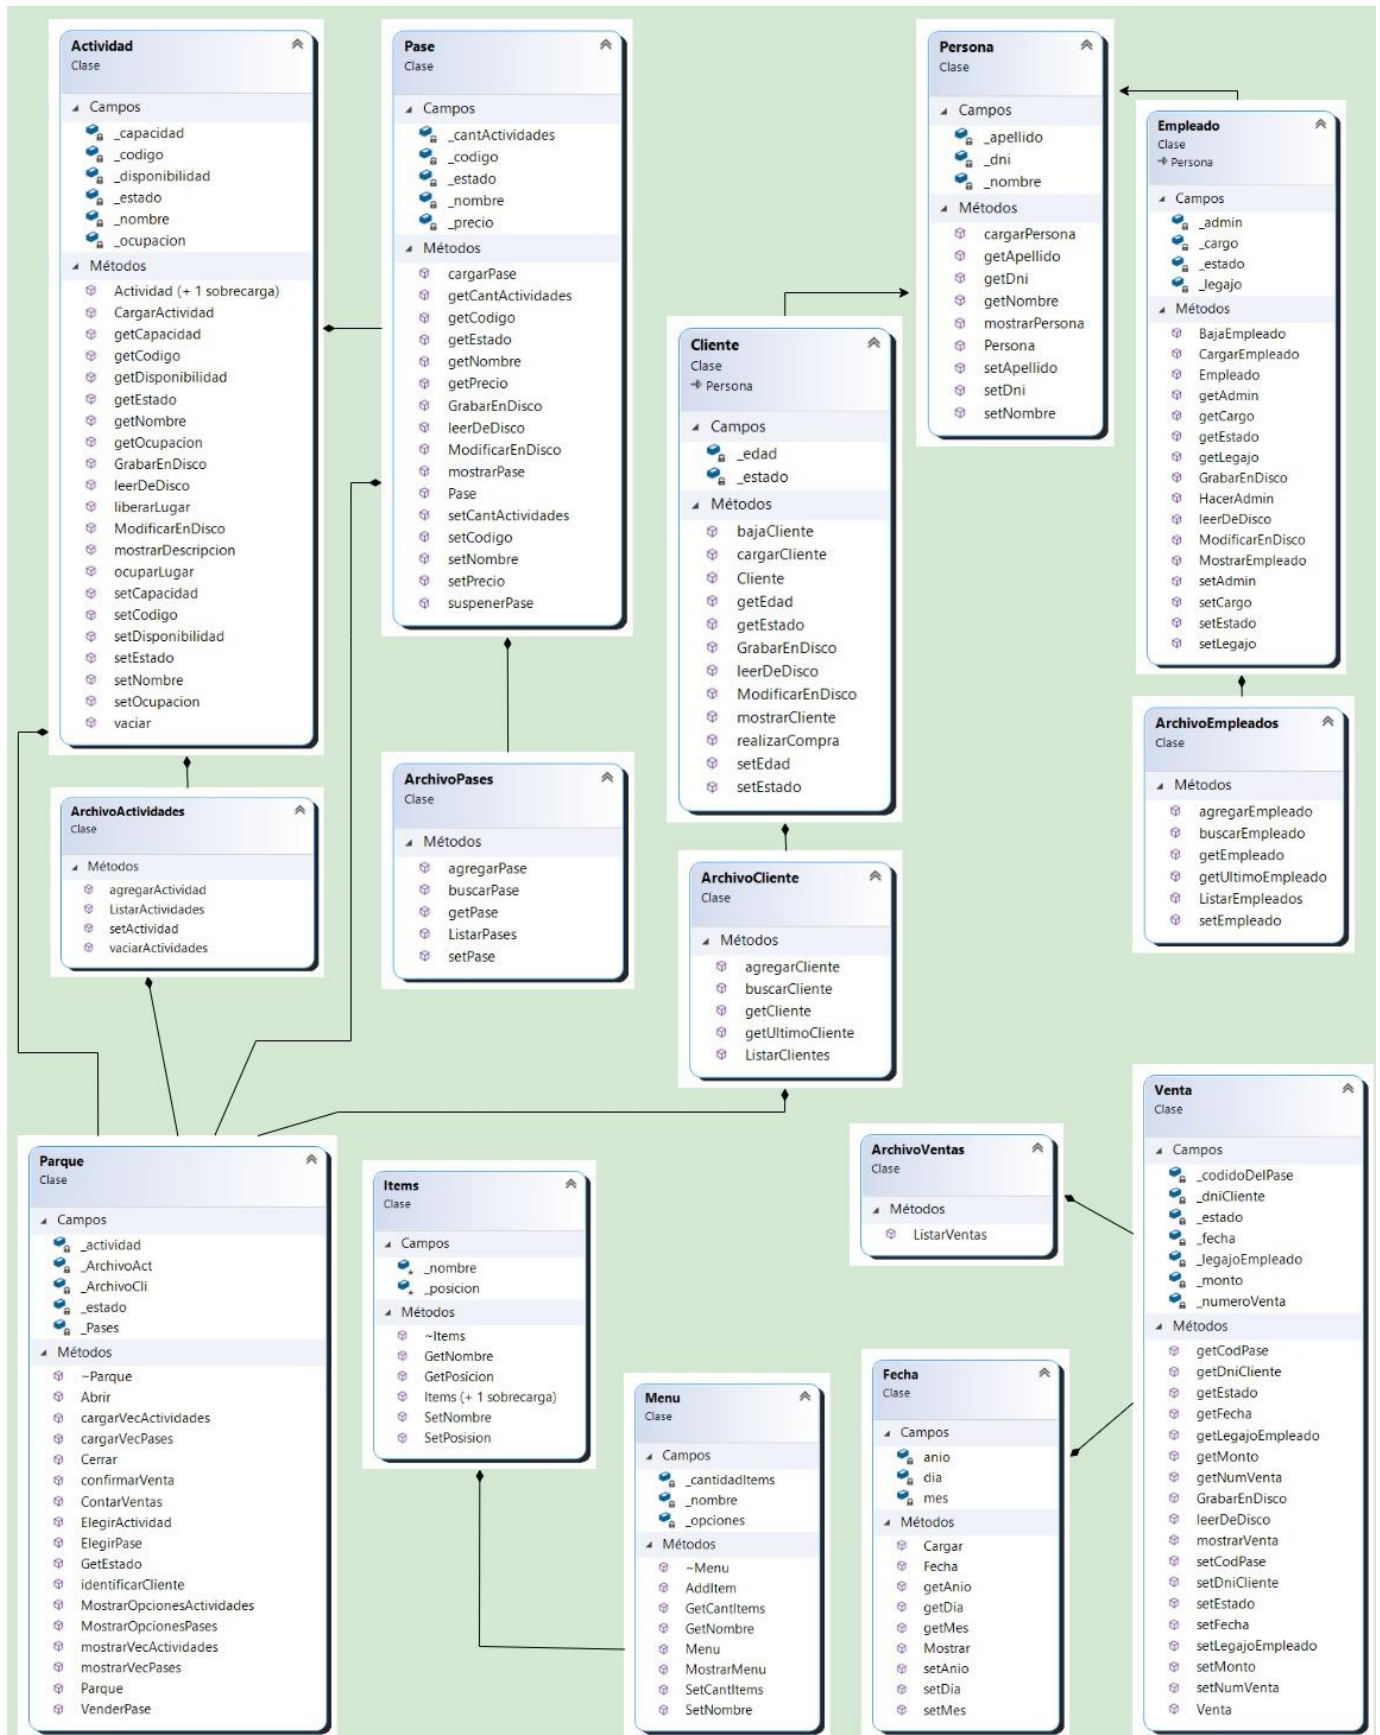 Actividad
Clase
Campos
_capacidad
_codigo
_disponibilidad
_estado
_nombre
_ocupacion
Métodos
Actividad (+ 1 sobrecarga)
CargarActividad
getCapacidad
getCodigo
getDisponibilidad
getEstado
getNombre
getOcupacion
GrabarEnDisco
leerDeDisco
liberarLugar
ModificarEnDisco
mostrarDescripcion
ocuparLugar
setCapacidad
setCodigo
setDisponibilidad
setEstado
setNombre
setOcupacion
vaciar
Pase
Clase
Campos
_cantActividades
_codigo
_estado
_nombre
_precio
Métodos
cargarPase
getCantActividades
getCodigo
getEstado
getNombre
getPrecio
GrabarEnDisco
leerDeDisco
ModificarEnDisco
mostrarPase
Pase
setCantActividades
setCodigo
setNombre
setPrecio
suspenerPase
Persona
Clase
Campos
_apellido
_dni
_nombre
Métodos
cargarPersona
getApellido
getDni
getNombre
mostrarPersona
Persona
setApellido
setDni
setNombre
Empleado
Clase
Persona
Campos
_admin
_cargo
_estado
_legajo
Métodos
BajaEmpleado
CargarEmpleado
Empleado
getAdmin
getCargo
getEstado
getLegajo
GrabarEnDisco
HacerAdmin
leerDeDisco
ModificarEnDisco
MostrarEmpleado
setAdmin
setCargo
setEstado
setLegajo
Cliente
Clase
Persona
Campos
_edad
_estado
Métodos
bajaCliente
cargarCliente
Cliente
getEdad
getEstado
GrabarEnDisco
leerDeDisco
ModificarEnDisco
mostrarCliente
realizarCompra
setEdad
setEstado
ArchivoActividades
Clase
Métodos
agregarActividad
ListarActividades
setActividad
vaciarActividades
ArchivoPases
Clase
Métodos
agregarPase
buscarPase
getPase
ListarPases
setPase
ArchivoCliente
Clase
Métodos
agregarCliente
buscarCliente
getCliente
getUltimoCliente
ListarClientes
ArchivoEmpleados
Clase
Métodos
agregarEmpleado
buscarEmpleado
getEmpleado
getUltimoEmpleado
ListarEmpleados
setEmpleado
Parque
Clase
Campos
_actividad
_ArchivoAct
_ArchivoCli
_estado
_Pases
Métodos
~Parque
Abrir
cargarVecActividades
cargarVecPases
Cerrar
confirmarVenta
ContarVentas
ElegirActividad
ElegirPase
GetEstado
identificarCliente
MostrarOpcionesActividades
MostrarOpcionesPases
mostrarVecActividades
mostrarVecPases
Parque
VenderPase
Items
Clase
Campos
_nombre
_posicion
Métodos
~Items
GetNombre
GetPosicion
Items (+ 1 sobrecarga)
SetNombre
SetPosision
Menu
Clase
Campos
_cantidadItems
_nombre
_opciones
Métodos
~Menu
AddItem
GetCantItems
GetNombre
Menu
MostrarMenu
SetCantItems
SetNombre
ArchivoVentas
Clase
Métodos
ListarVentas
Fecha
Clase
Campos
anio
dia
mes
Métodos
Cargar
Fecha
getAnio
getDia
getMes
Mostrar
setAnio
setDia
setMes
Venta
Clase
Campos
_codidoDelPase
_dniCliente
_estado
_fecha
_legajoEmpleado
_monto
_numeroVenta
Métodos
getCodPase
getDniCliente
getEstado
getFecha
getLegajoEmpleado
getMonto
getNumVenta
GrabarEnDisco
leerDeDisco
mostrarVenta
setCodPase
setDniCliente
setEstado
setFecha
setLegajoEmpleado
setMonto
setNumVenta
Venta